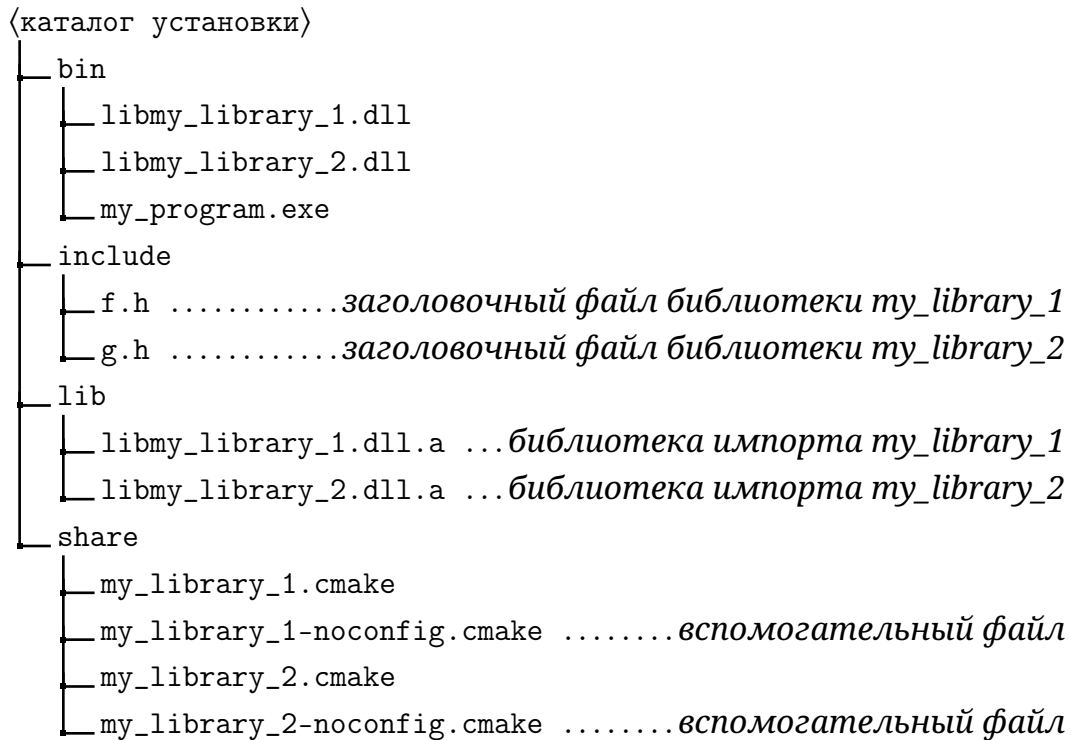 ⟨каталог установки⟩
bin
libmy_library_1.dll
libmy_library_2.dll
my_program.exe
include
f.h ............заголовочный файл библиотеки my_library_1
g.h ............заголовочный файл библиотеки my_library_2
lib
libmy_library_1.dll.a ...библиотека импорта my_library_1
libmy_library_2.dll.a ...библиотека импорта my_library_2
share
my_library_1.cmake
my_library_1-noconfig.cmake ........вспомогательный файл
my_library_2.cmake
my_library_2-noconfig.cmake ........вспомогательный файл